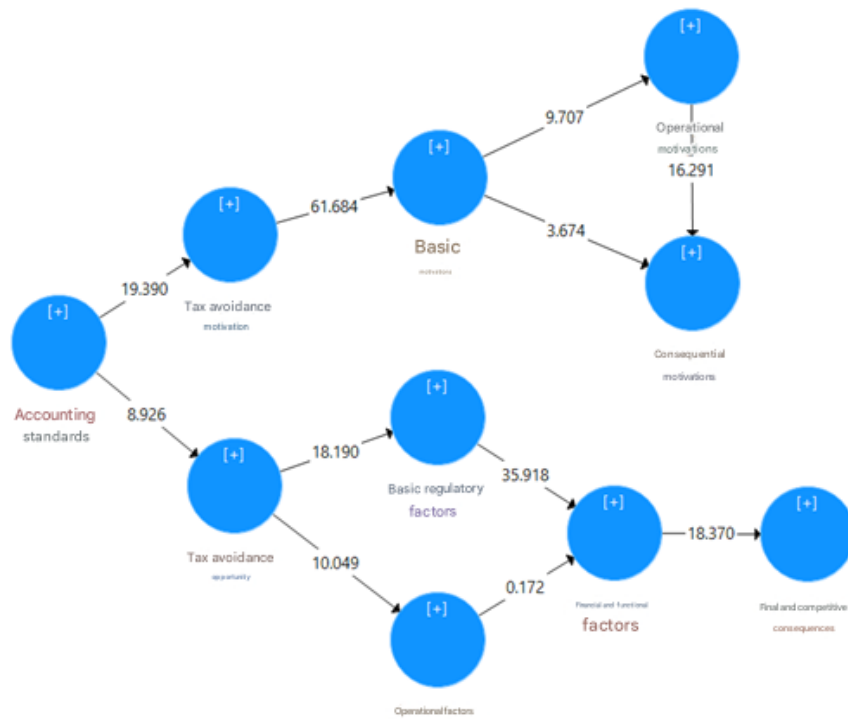 [+]
Operational
motivations
9.707
16.291
[+]
Basic
motivations
61.684
3.674
[+]
Consequential
motivations
[+]
Tax avoidance
motivation
19.390
[+]
Accounting
standards
8.926
[+]
Tax avoidance
opportunity
18.190
10.049
[+]
Basic regulatory
factors
35.918
[+]
Operational factors
0.172
[+]
Financial and functional
factors
18.370
[+]
Final and competitive
consequences